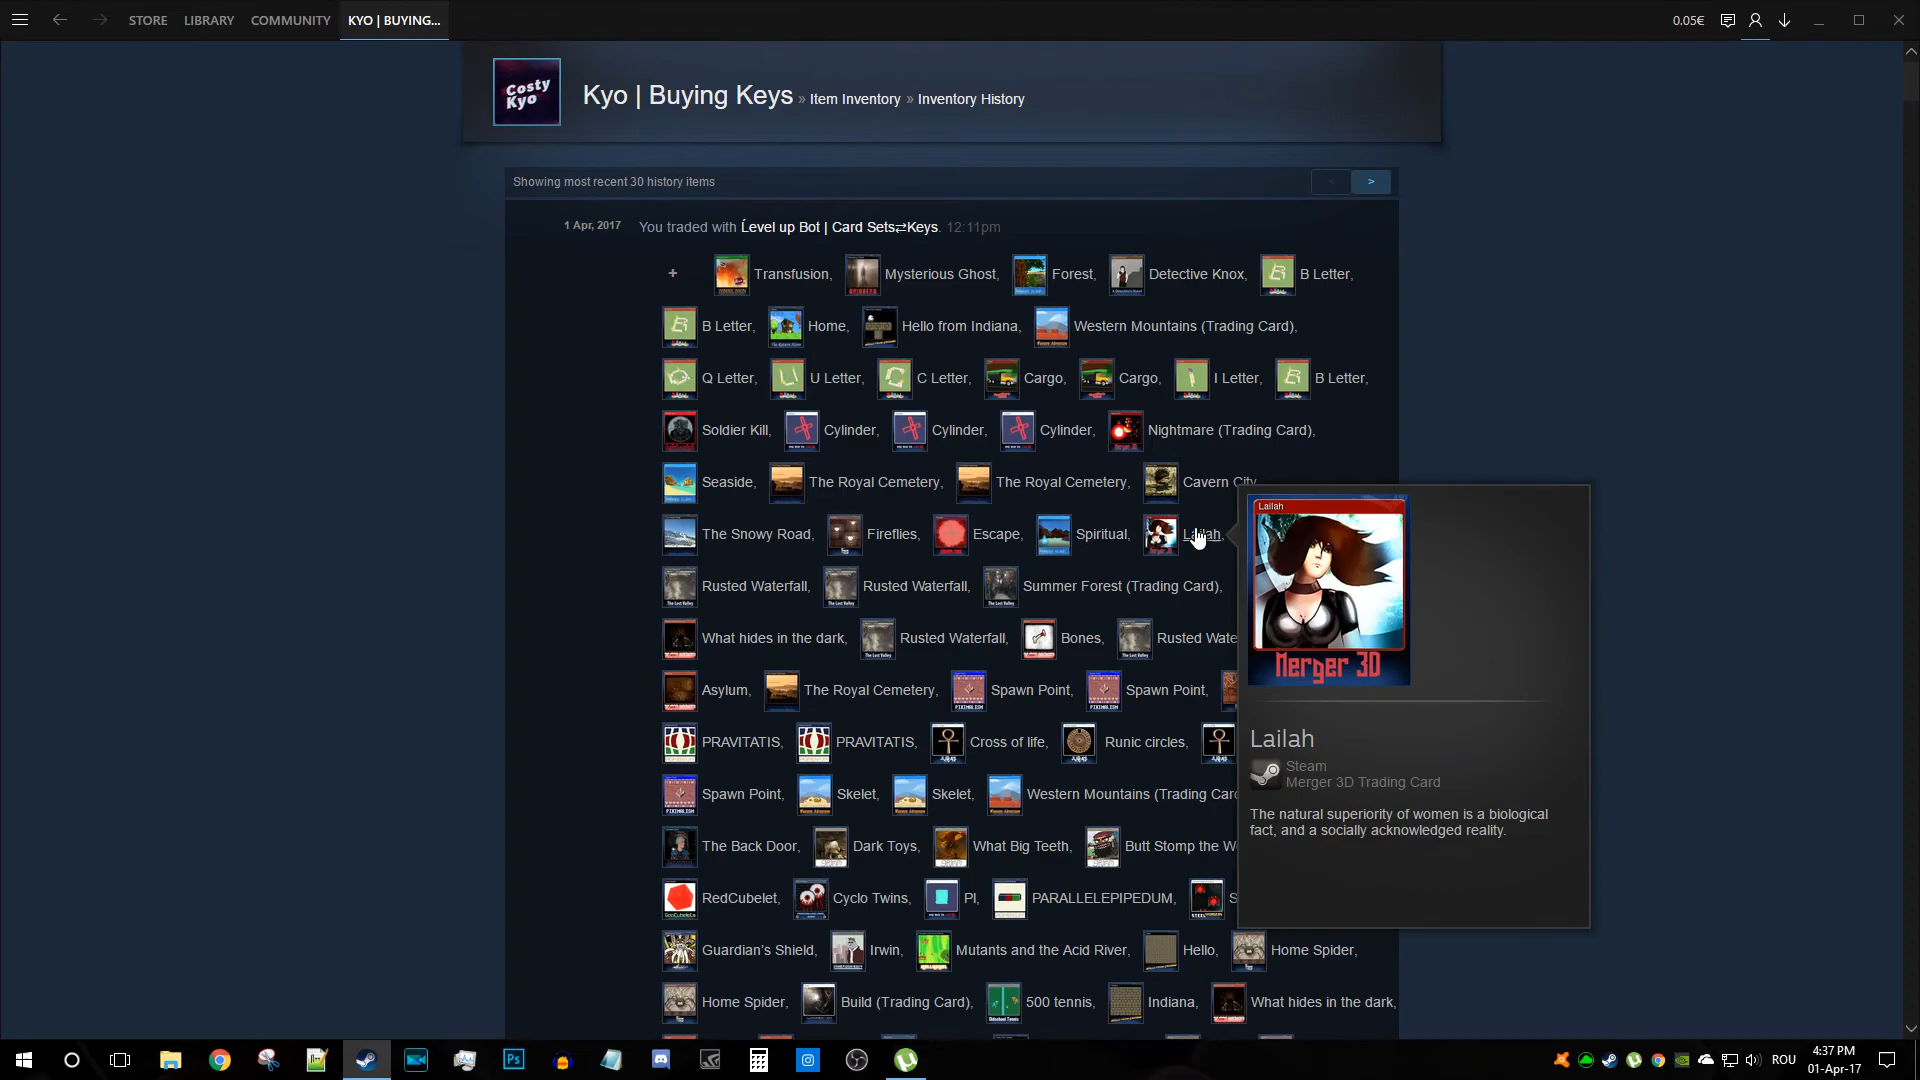 STORE LIBRARY COMMUNITY KYO | BUYING... 0.05€
Costy
Kyo
Kyo | Buying Keys » Item Inventory » Inventory History
Showing most recent 30 history items < >
1 Apr, 2017 You traded with Ĺevel up Bot | Card Sets⇄Keys. 12:11pm
+ Transfusion, Mysterious Ghost, Forest, Detective Knox, B Letter,
B Letter, Home, Hello from Indiana, Western Mountains (Trading Card),
Q Letter, U Letter, C Letter, Cargo, Cargo, I Letter, B Letter,
Soldier Kill, Cylinder, Cylinder, Cylinder, Nightmare (Trading Card),
Seaside, The Royal Cemetery, The Royal Cemetery, Cavern City
The Snowy Road, Fireflies, Escape, Spiritual, Lailah,
Rusted Waterfall, Rusted Waterfall, Summer Forest (Trading Card),
What hides in the dark, Rusted Waterfall, Bones, Rusted Wate
Asylum, The Royal Cemetery, Spawn Point, Spawn Point,
PRAVITATIS, PRAVITATIS, Cross of life, Runic circles,
Spawn Point, Skelet, Skelet, Western Mountains (Trading Card
The Back Door, Dark Toys, What Big Teeth, Butt Stomp the W
RedCubelet, Cyclo Twins, Pl, PARALLELEPIPEDUM, S
Guardian's Shield, Irwin, Mutants and the Acid River, Hello, Home Spider,
Home Spider, Build (Trading Card), 500 tennis, Indiana, What hides in the dark,
Lailah
Merger 3D
Lailah
Steam
Merger 3D Trading Card
The natural superiority of women is a biological
fact, and a socially acknowledged reality.
Ps
ROU
4:37 PM
01-Apr-17